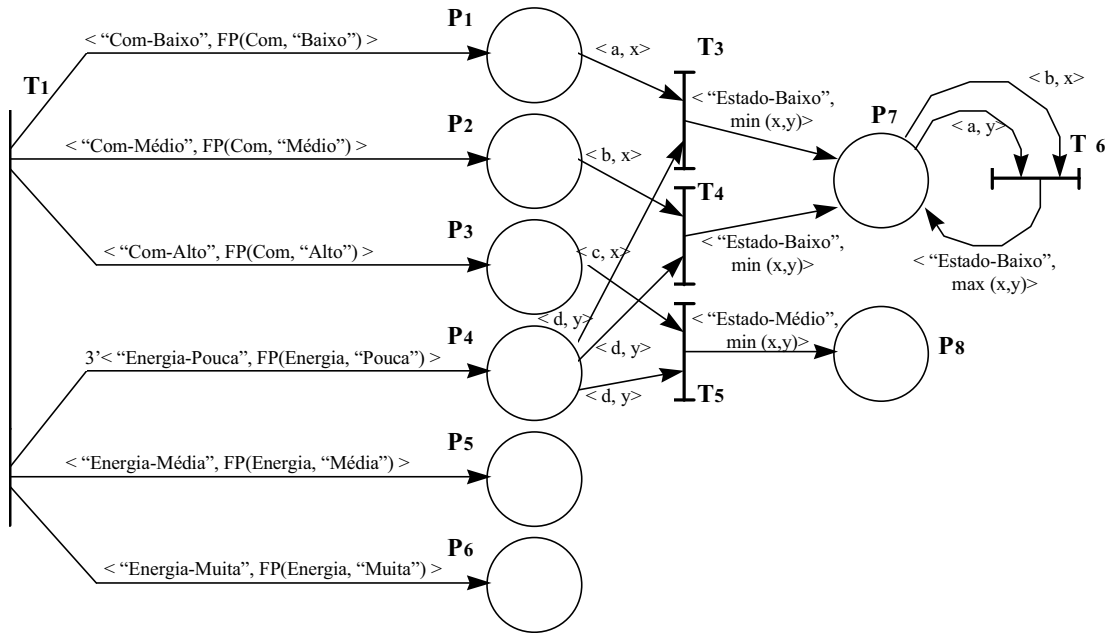 P1
< “Com-Baixo”, FP(Com, “Baixo”) >
< a, x>
T3
T1
< b, x>
< “Estado-Baixo”,
min (x,y)>
P7
P2
< a, y>
T 6
< “Com-Médio”, FP(Com, “Médio”) >
< b, x>
T4
P3
< “Com-Alto”, FP(Com, “Alto”) >
< c, x>
< “Estado-Baixo”,
min (x,y)>
< “Estado-Baixo”,
max (x,y)>
< d, y>
P4
< “Estado-Médio”,
min (x,y)>
3’< “Energia-Pouca”, FP(Energia, “Pouca”) >
< d, y>
P8
< d, y>
T5
P5
< “Energia-Média”, FP(Energia, “Média”) >
P6
< “Energia-Muita”, FP(Energia, “Muita”) >